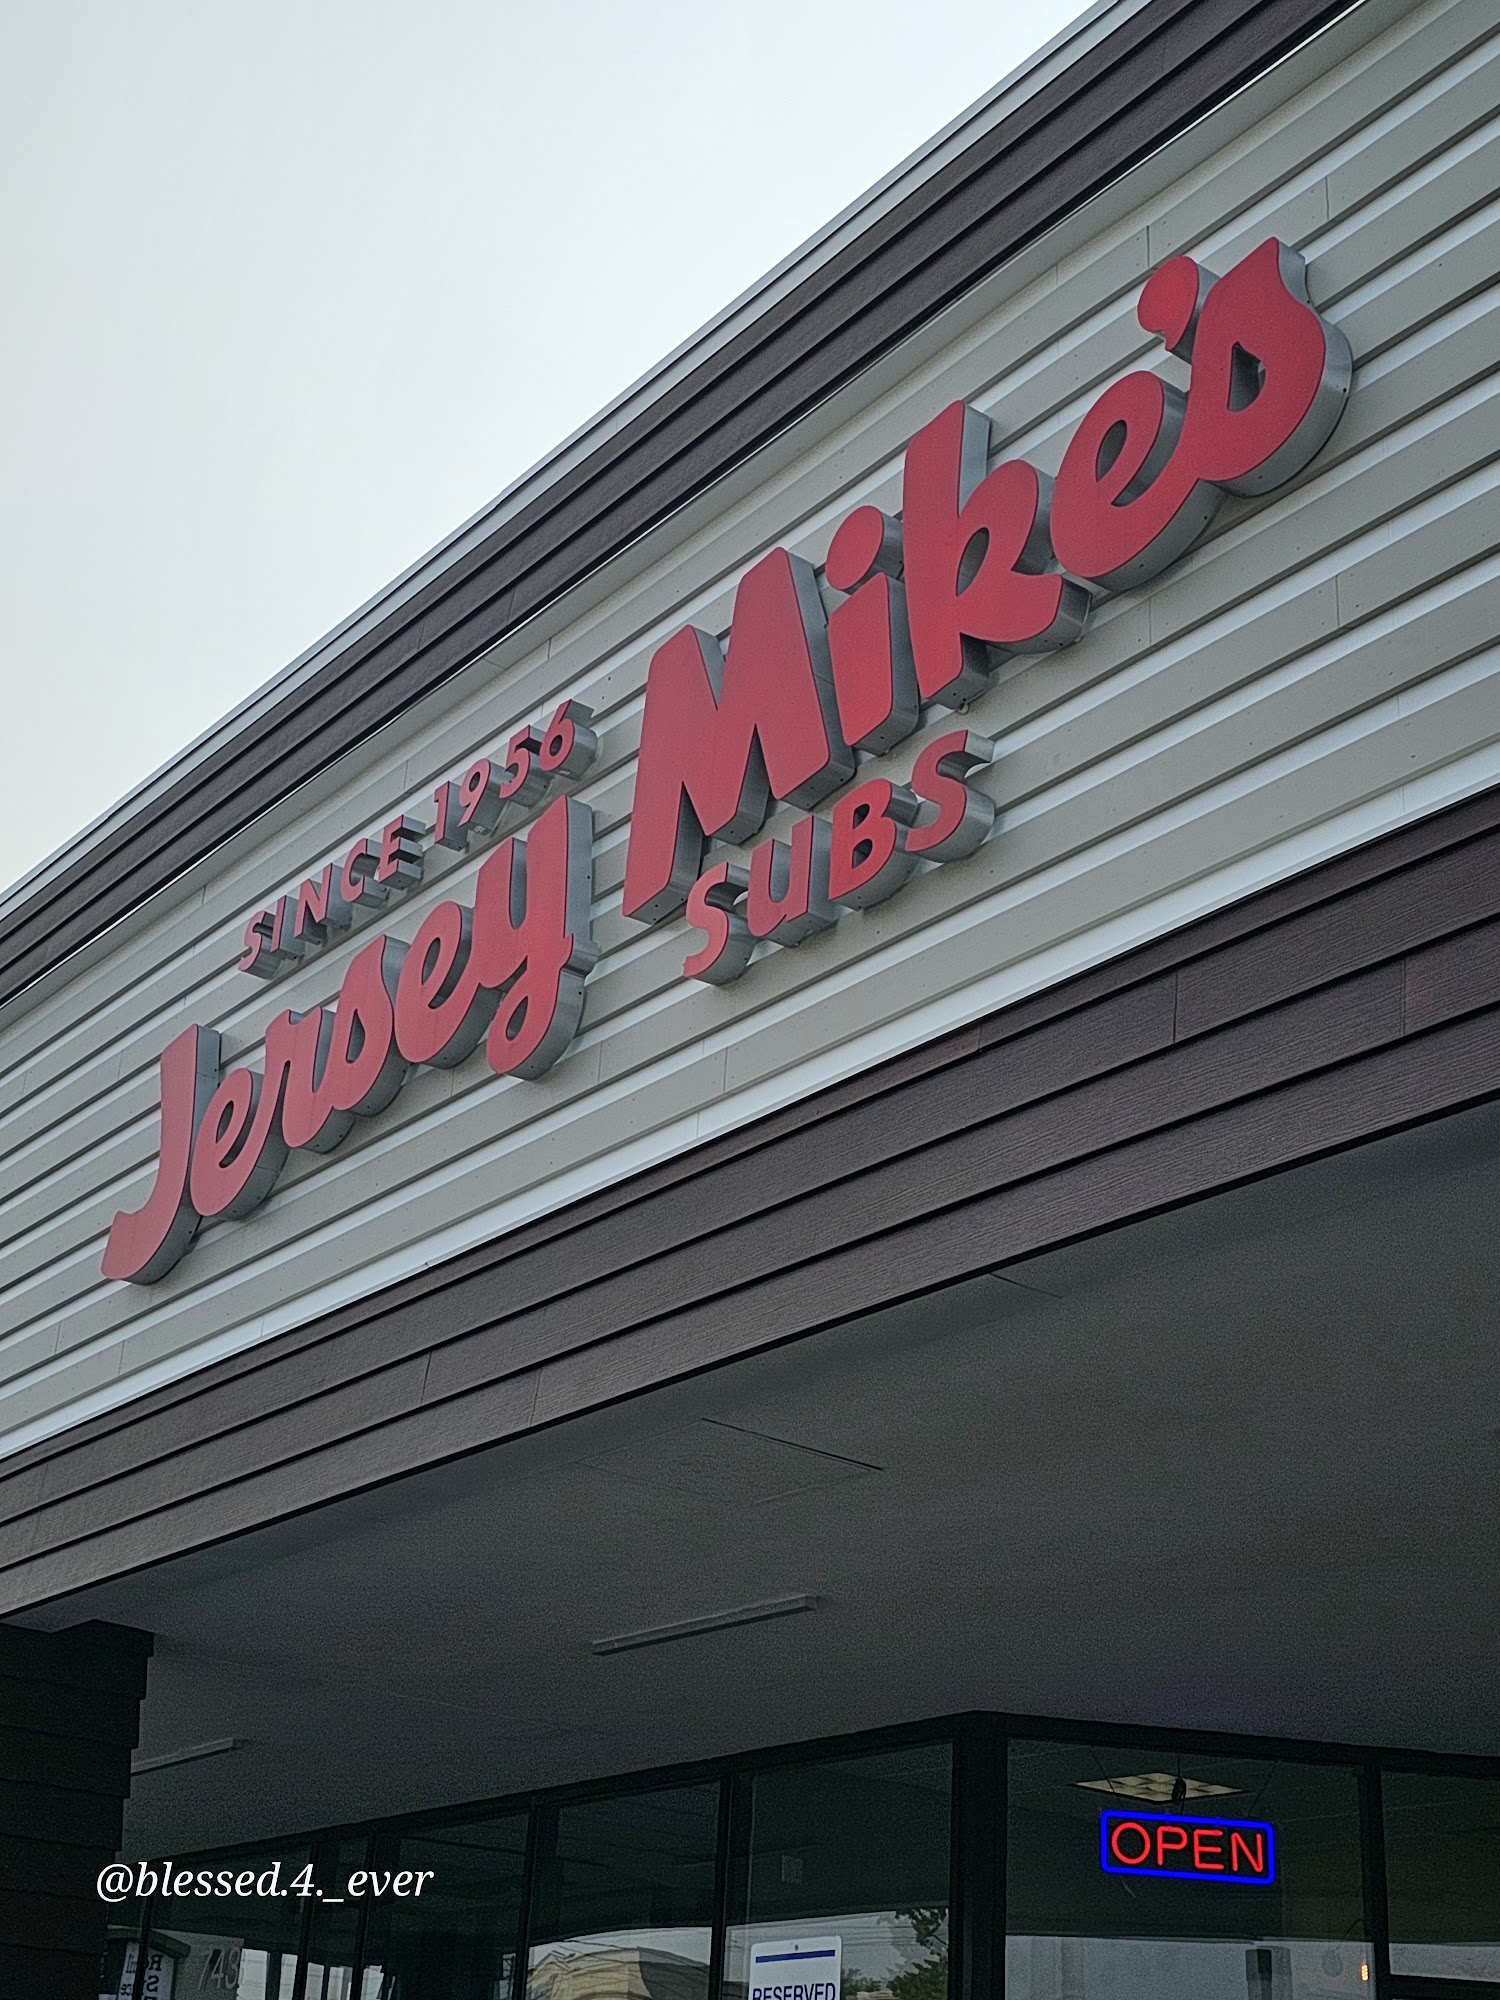 SINCE 1956
Jersey Mike's
SUBS
OPEN
@blessed.4._ever
RESERVED